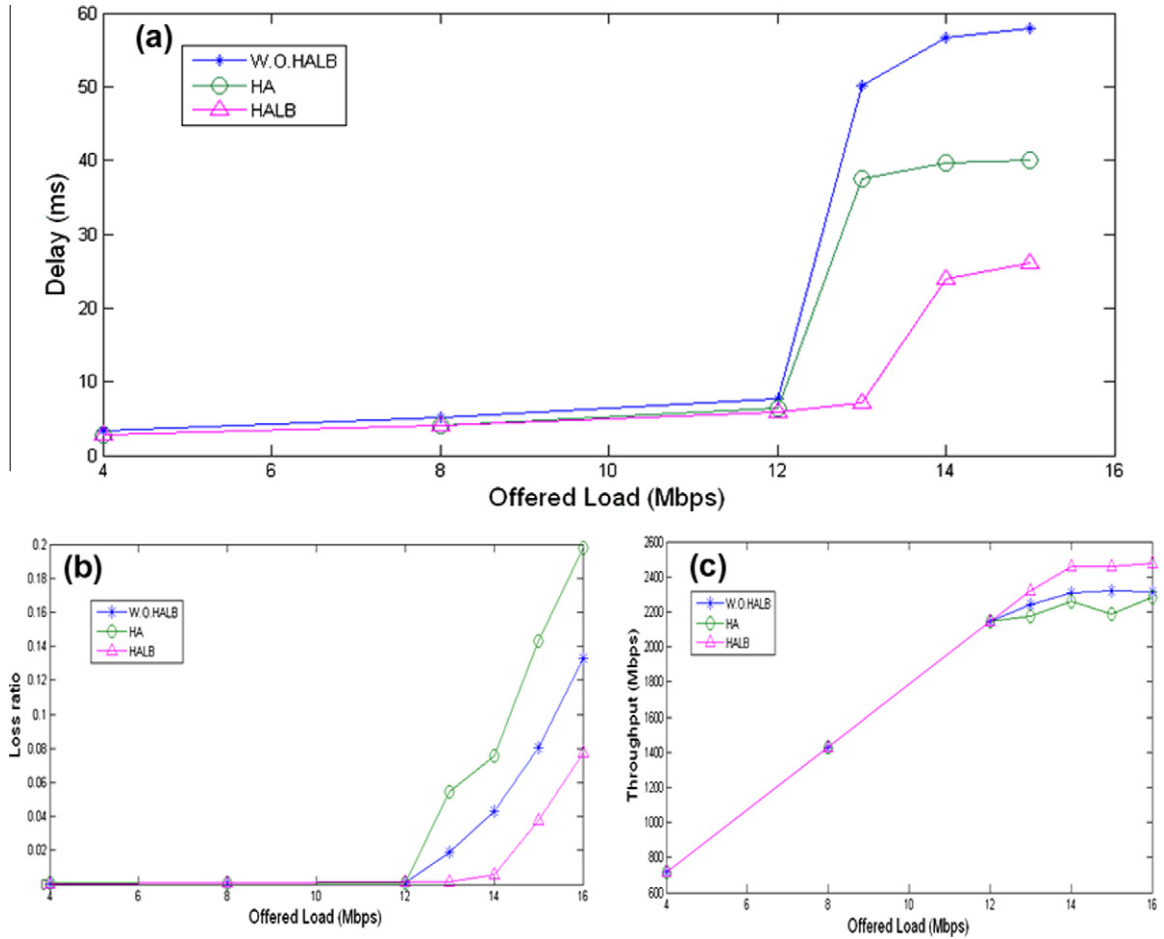 (a)
60
50
40
30
20
10
0
Delay (ms)
W.O.HALB
HA
HALB
4 6 8 10 12 14 16
Offered Load (Mbps)
(b)
0.2
0.18
0.16
0.14
0.12
0.1
0.08
0.06
0.04
0.02
0
Loss ratio
W.O.HALB
HA
HALB
4 6 8 10 12 14 16
Offered Load (Mbps)
(c)
2600
2400
2200
2000
1800
1600
1400
1200
1000
800
600
Throughput (Mbps)
W.O.HALB
HA
HALB
4 6 8 10 12 14 16
Offered Load (Mbps)